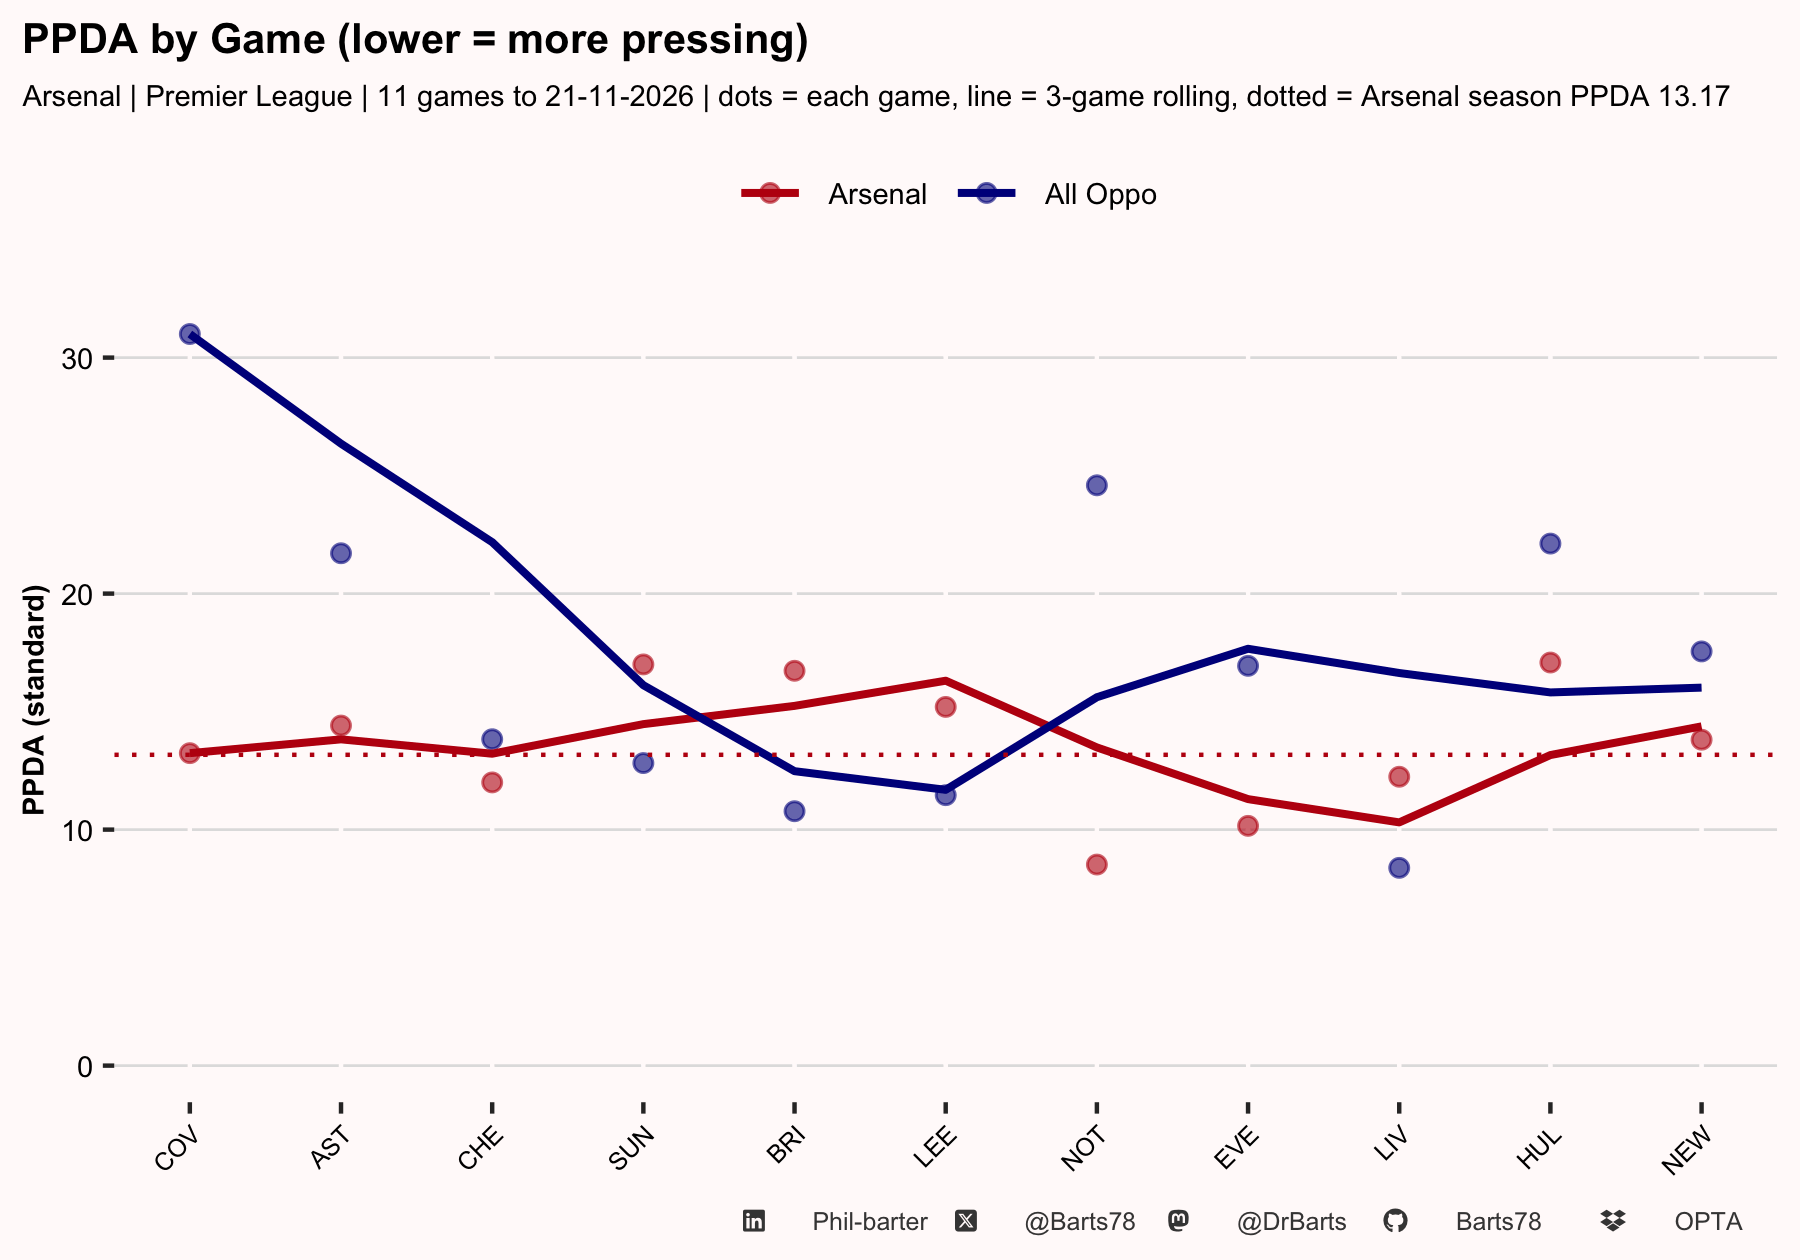 PPDA by Game (lower = more pressing)
Arsenal | Premier League | 11 games to 21-11-2026 | dots = each game, line = 3-game rolling, dotted = Arsenal season PPDA 13.17
Arsenal All Oppo
PPDA (standard)
30
20
10
0
COV AST CHE SUN BRI LEE NOT EVE LIV HUL NEW
Phil-barter @Barts78 @DrBarts Barts78 OPTA